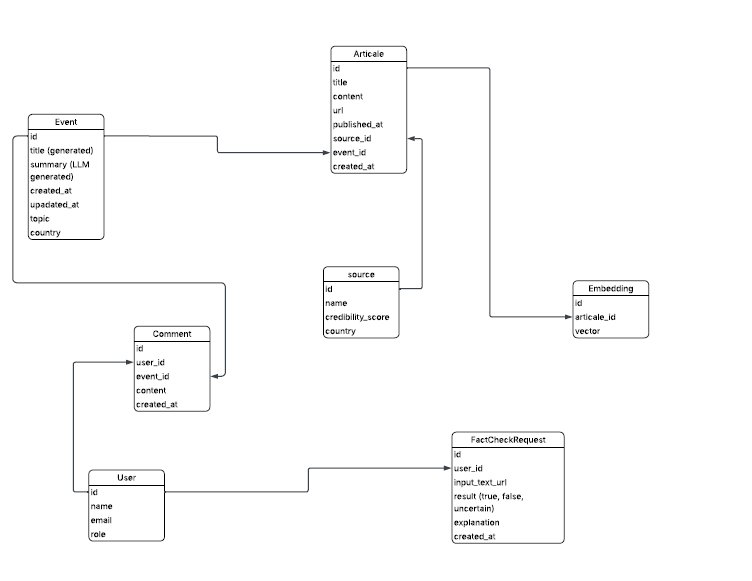 Articale
id
title
content
url
published_at
source_id
event_id
created_at
Event
id
title (generated)
summary (LLM
generated)
created_at
upadated_at
topic
country
source
id
name
credibility_score
country
Embedding
id
articale_id
vector
Comment
id
user_id
event_id
content
created_at
User
id
name
email
role
FactCheckRequest
id
user_id
input_text_url
result (true, false,
uncertain)
explanation
created_at